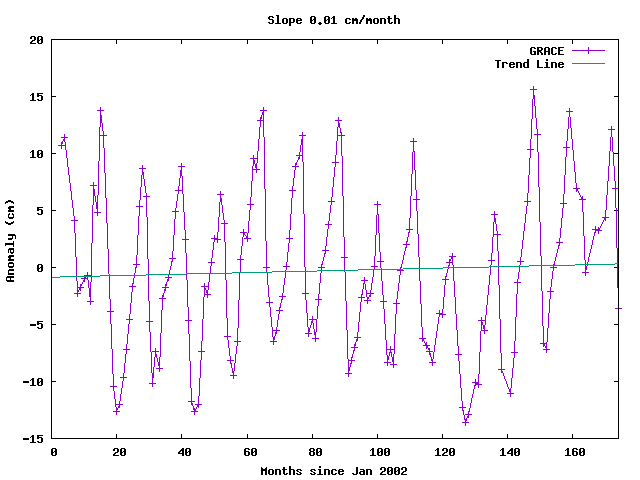 Slope 0.01 cm/month
GRACE
Trend Line
20
15
10
5
0
-5
-10
-15
Anomaly (cm)
0 20 40 60 80 100 120 140 160
Months since Jan 2002